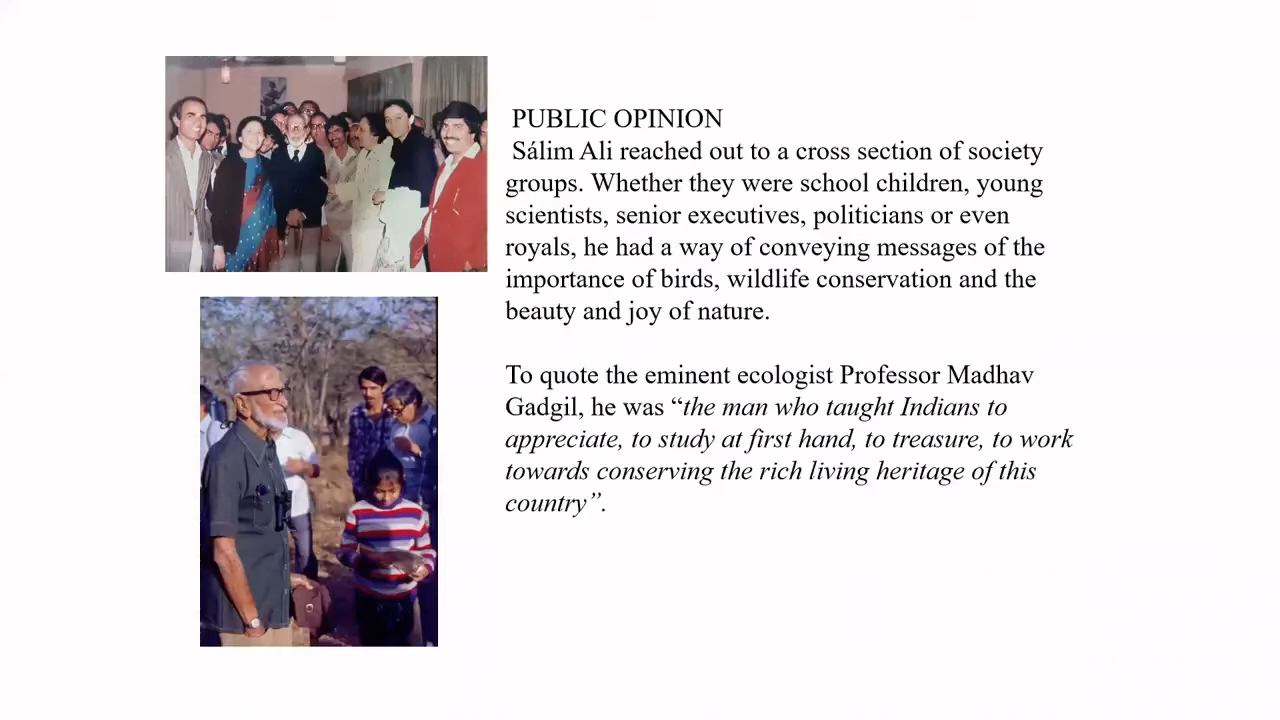 PUBLIC OPINION
Sálim Ali reached out to a cross section of society
groups. Whether they were school children, young
scientists, senior executives, politicians or even
royals, he had a way of conveying messages of the
importance of birds, wildlife conservation and the
beauty and joy of nature.
To quote the eminent ecologist Professor Madhav
Gadgil, he was “the man who taught Indians to
appreciate, to study at first hand, to treasure, to work
towards conserving the rich living heritage of this
country”.